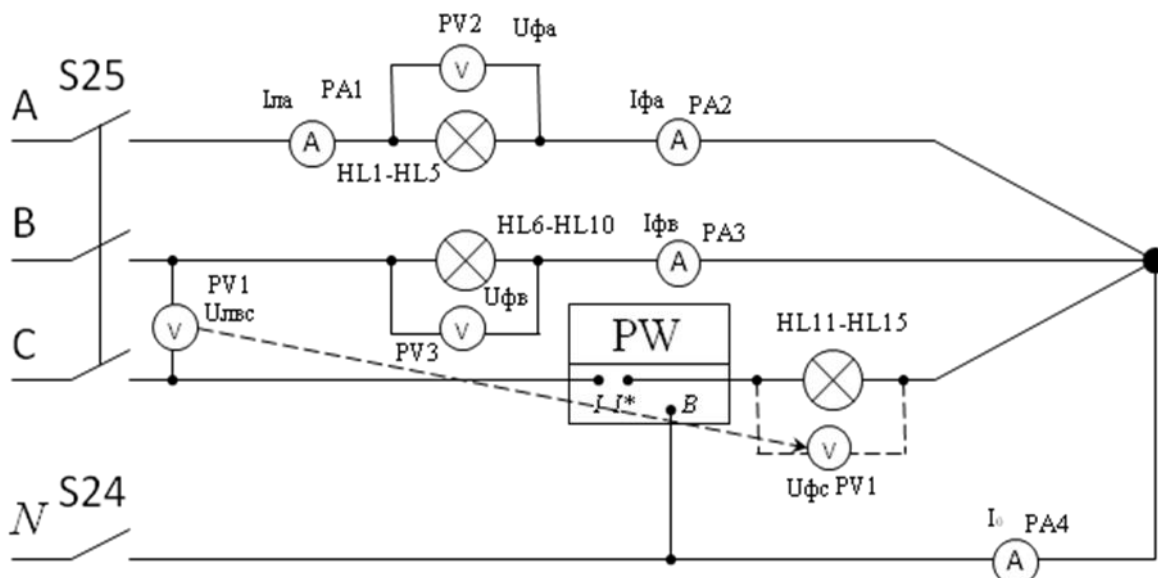 PV2
Uфа
S25
A
Iла
PA1
V
Iфа
PA2
A
A
HL1-HL5
B
HL6-HL10
Iфв
PA3
A
PV1
Uлвс
V
Uфв
V
PV3
C
PW
HL11-HL15
I
I*
B
V
Uфс PV1
S24
N
I₀
PA4
A